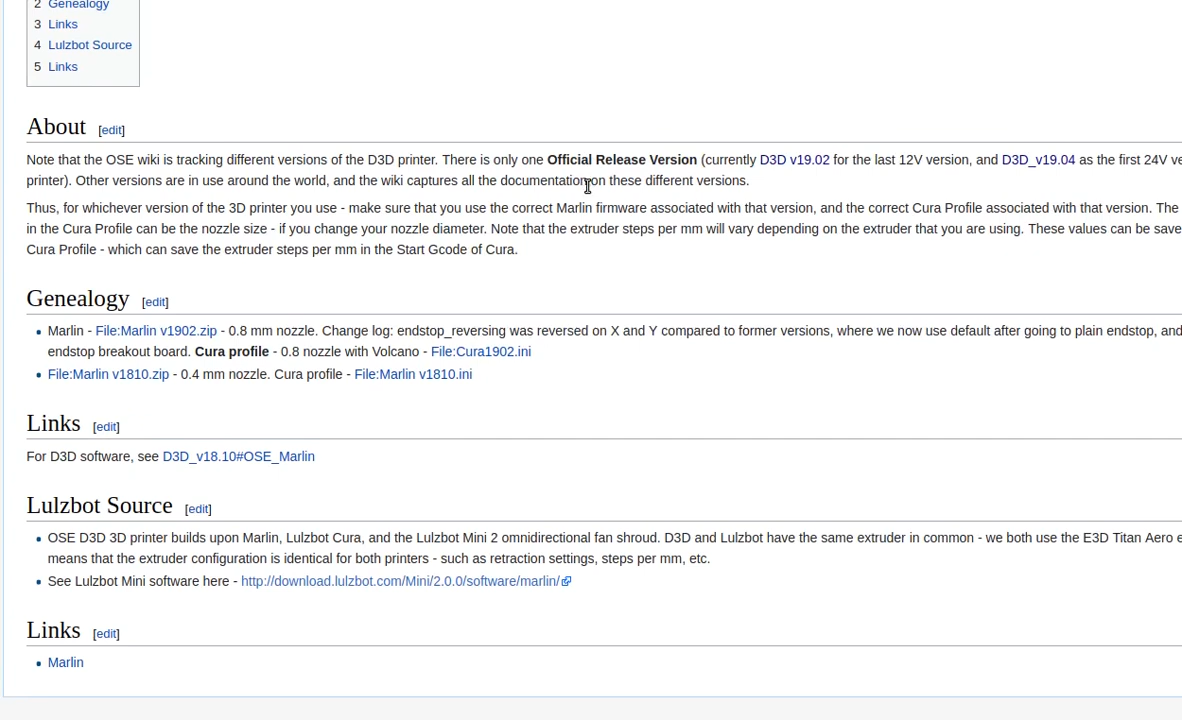 2 Genealogy
3 Links
4 Lulzbot Source
5 Links
About [edit]
Note that the OSE wiki is tracking different versions of the D3D printer. There is only one Official Release Version (currently D3D v19.02 for the last 12V version, and D3D_v19.04 as the first 24V
printer). Other versions are in use around the world, and the wiki captures all the documentation on these different versions.
Thus, for whichever version of the 3D printer you use - make sure that you use the correct Marlin firmware associated with that version, and the correct Cura Profile associated with that version. The
in the Cura Profile can be the nozzle size - if you change your nozzle diameter. Note that the extruder steps per mm will vary depending on the extruder that you are using. These values can be save
Cura Profile - which can save the extruder steps per mm in the Start Gcode of Cura.
Genealogy [edit]
Marlin - File:Marlin v1902.zip - 0.8 mm nozzle. Change log: endstop_reversing was reversed on X and Y compared to former versions, where we now use default after going to plain endstop, and
endstop breakout board. Cura profile - 0.8 nozzle with Volcano - File:Cura1902.ini
File:Marlin v1810.zip - 0.4 mm nozzle. Cura profile - File:Marlin v1810.ini
Links [edit]
For D3D software, see D3D_v18.10#OSE_Marlin
Lulzbot Source [edit]
OSE D3D 3D printer builds upon Marlin, Lulzbot Cura, and the Lulzbot Mini 2 omnidirectional fan shroud. D3D and Lulzbot have the same extruder in common - we both use the E3D Titan Aero
means that the extruder configuration is identical for both printers - such as retraction settings, steps per mm, etc.
See Lulzbot Mini software here - http://download.lulzbot.com/Mini/2.0.0/software/marlin/
Links [edit]
Marlin